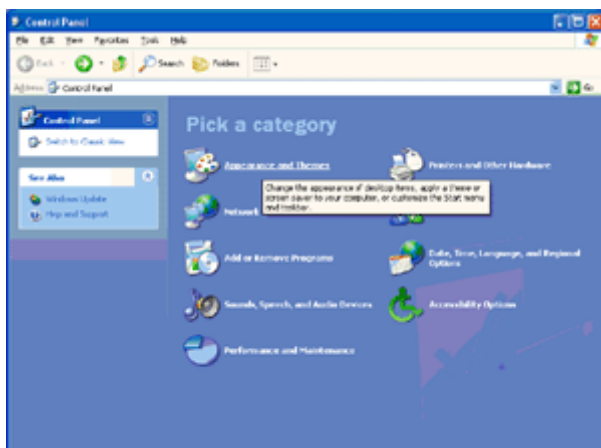 Control Panel
File Edit View Favorites Tools Help
Back Search Folders
Address Control Panel Go
Control Panel
Switch to Classic View
See Also
Windows Update
Help and Support
Pick a category
Appearance and Themes
Printers and Other Hardware
Change the appearance of desktop items, apply a theme or
screen saver to your computer, or customize the Start menu
and taskbar.
Network
Add or Remove Programs
Date, Time, Language, and Regional
Options
Sounds, Speech, and Audio Devices
Accessibility Options
Performance and Maintenance